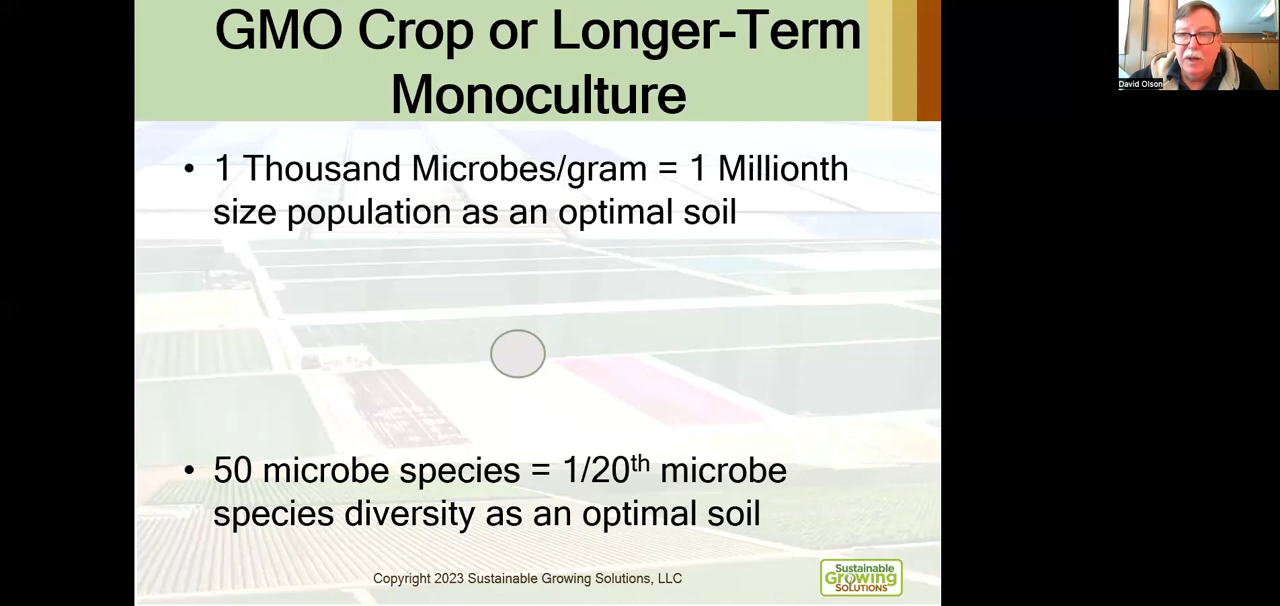 GMO Crop or Longer-Term
Monoculture
• 1 Thousand Microbes/gram = 1 Millionth
size population as an optimal soil
• 50 microbe species = 1/20th microbe
species diversity as an optimal soil
Copyright 2023 Sustainable Growing Solutions, LLC
Sustainable
Growing
SOLUTIONS
David Olson